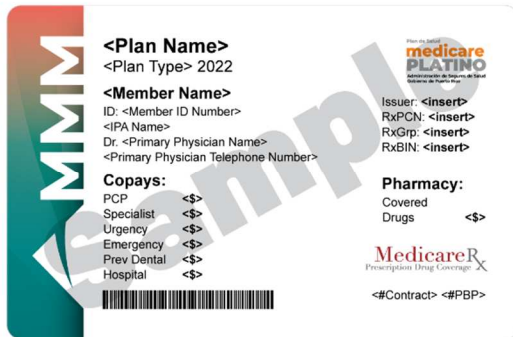 MMM
<Plan Name>
<Plan Type> 2022
<Member Name>
ID: <Member ID Number>
<IPA Name>
Dr. <Primary Physician Name>
<Primary Physician Telephone Number>
Copays:
PCP <$>
Specialist <$>
Urgency <$>
Emergency <$>
Prev Dental <$>
Hospital <$>
Plan de Salud
medicare
PLATINO
Administración de Seguros de Salud
Gobierno de Puerto Rico
Issuer: <insert>
RxPCN: <insert>
RxGrp: <insert>
RxBIN: <insert>
Pharmacy:
Covered
Drugs <$>
MedicareRx
Prescription Drug Coverage
<#Contract> <#PBP>
Sample